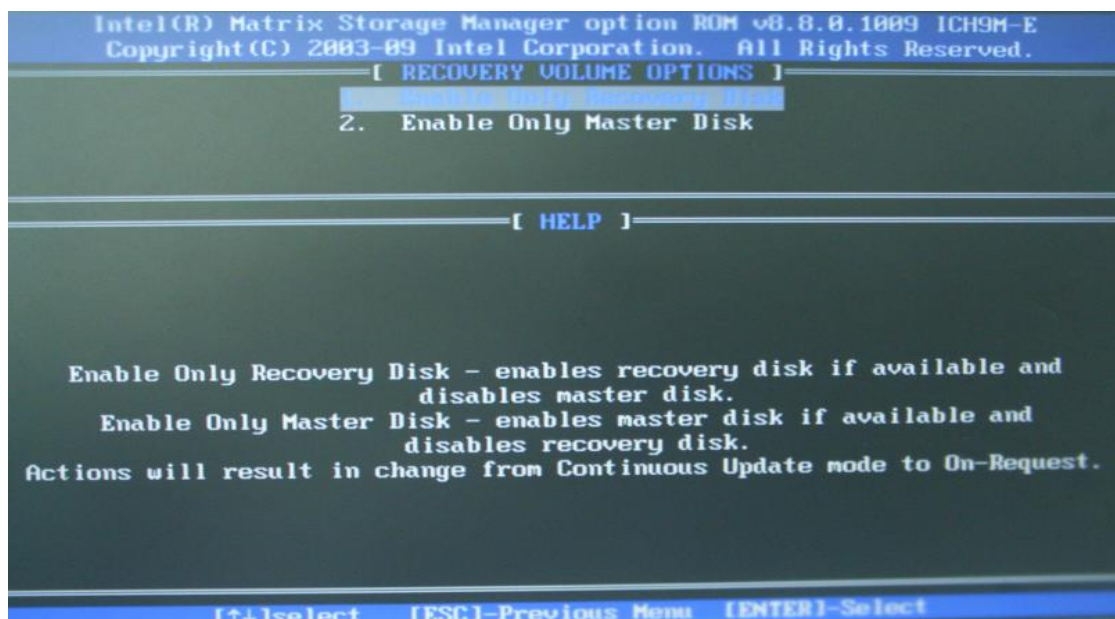 Intel(R) Matrix Storage Manager option ROM v8.8.0.1009 ICH9M-E
Copyright(C) 2003-09 Intel Corporation. All Rights Reserved.
[ RECOVERY VOLUME OPTIONS ]
1. Enable Only Recovery Disk
2. Enable Only Master Disk
[ HELP ]
Enable Only Recovery Disk - enables recovery disk if available and
disables master disk.
Enable Only Master Disk - enables master disk if available and
disables recovery disk.
Actions will result in change from Continuous Update mode to On-Request.
[↑↓]select [ESC]-Previous Menu [ENTER]-Select